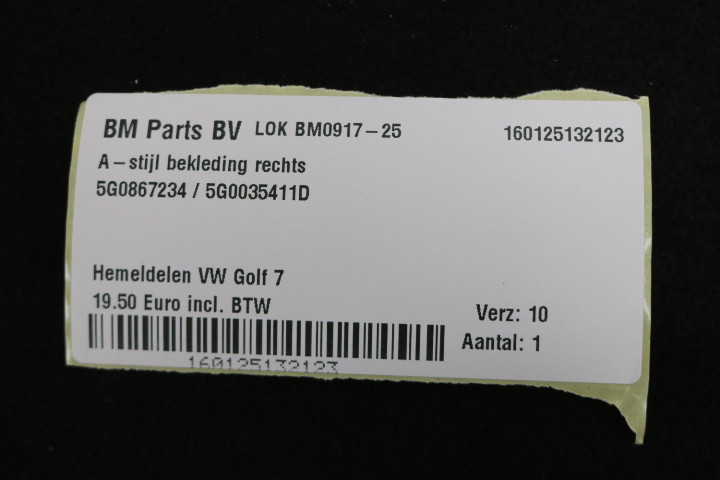 BM Parts BV LOK BM0917-25 160125132123
A-stijl bekleding rechts
5G0867234 / 5G0035411D
Hemeldelen VW Golf 7
19.50 Euro incl. BTW
Verz: 10
Aantal: 1
160125132123